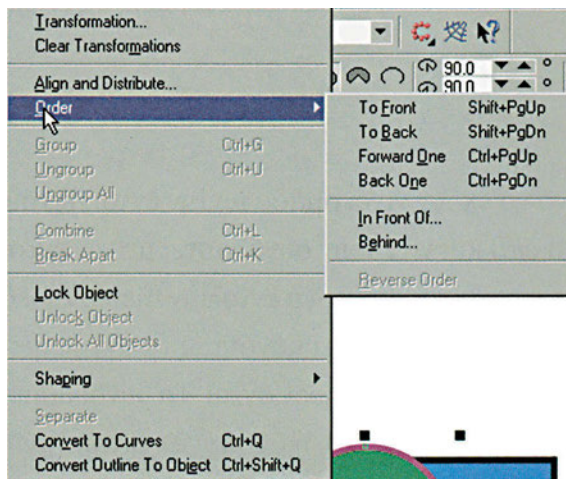 Transformation...
Clear Transformations
Align and Distribute...
Order
Group Ctrl+G
Ungroup Ctrl+U
Ungroup All
Combine Ctrl+L
Break Apart Ctrl+K
Lock Object
Unlock Object
Unlock All Objects
Shaping
Separate
Convert To Curves Ctrl+Q
Convert Outline To Object Ctrl+Shift+Q
90.0 °
90.0 °
To Front Shift+PgUp
To Back Shift+PgDn
Forward One Ctrl+PgUp
Back One Ctrl+PgDn
In Front Of...
Behind...
Reverse Order